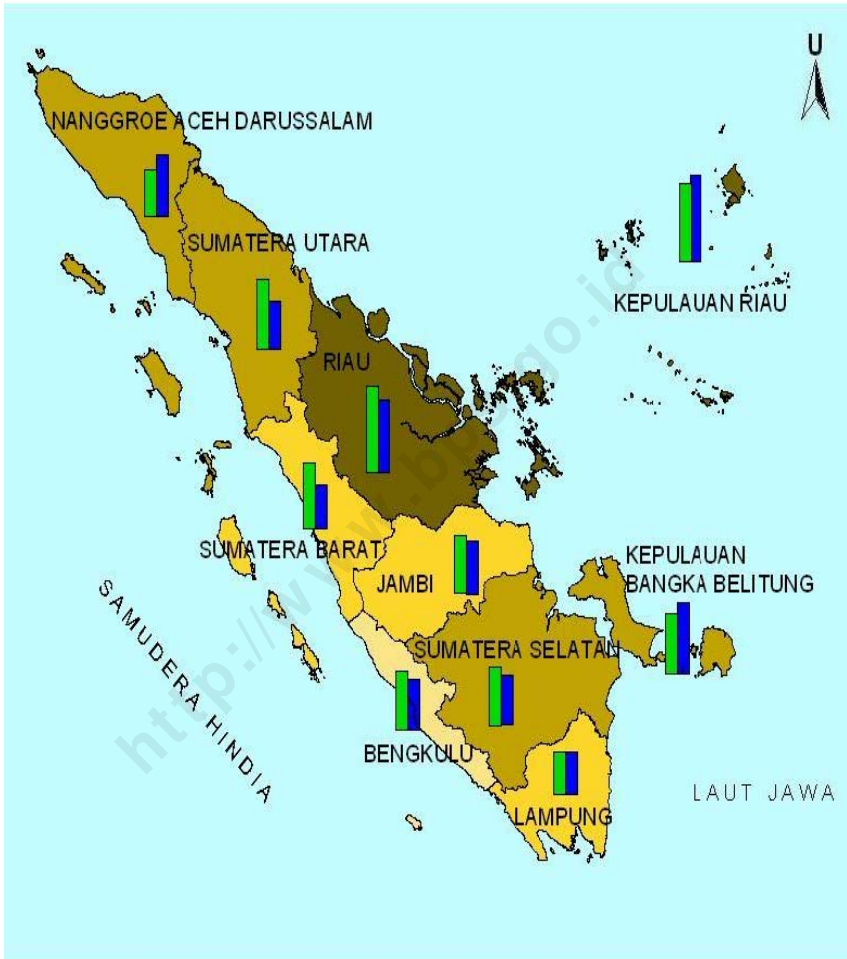 U
NANGGROE ACEH DARUSSALAM
SUMATERA UTARA
KEPULAUAN RIAU
RIAU
SUMATERA BARAT
JAMBI
KEPULAUAN
BANGKA BELITUNG
SUMATERA SELATAN
BENGKULU
LAMPUNG
SAMUDERA HINDIA
LAUT JAWA
http://www.bps.go.id